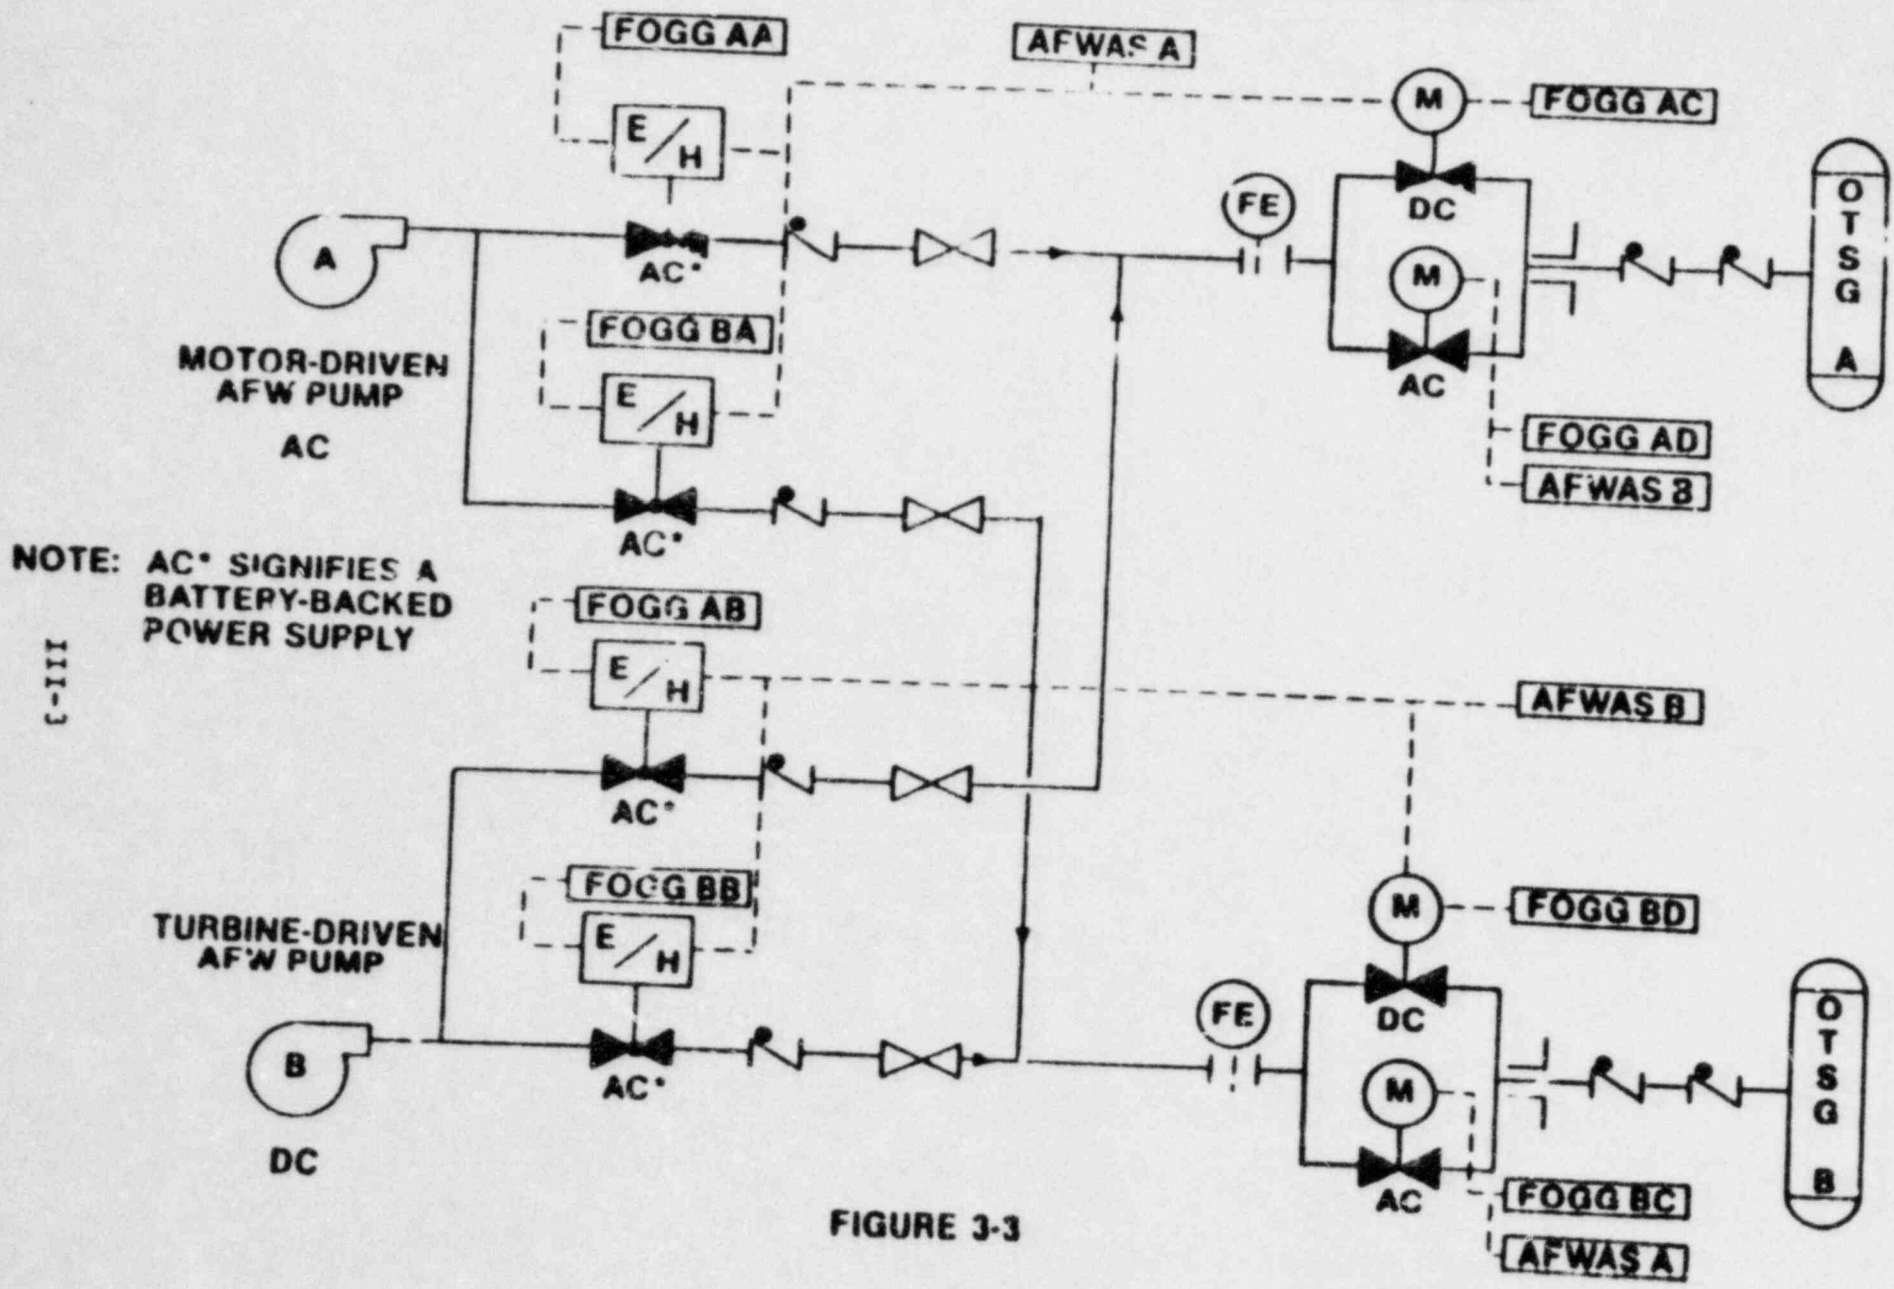 FOGG AA
AFWAS A
M
FOGG AC
E/H
FE
DC
OTSG A
A
AC*
M
FOGG BA
MOTOR-DRIVEN
AFW PUMP
AC
E/H
AC
FOGG AD
AFWAS B
AC*
NOTE: AC* SIGNIFIES A
BATTERY-BACKED
POWER SUPPLY
FOGG AB
E/H
AFWAS B
AC*
FOGG BB
M
FOGG BD
TURBINE-DRIVEN
AFW PUMP
E/H
FE
DC
OTSG B
B
AC*
M
DC
AC
FOGG BC
AFWAS A
FIGURE 3-3